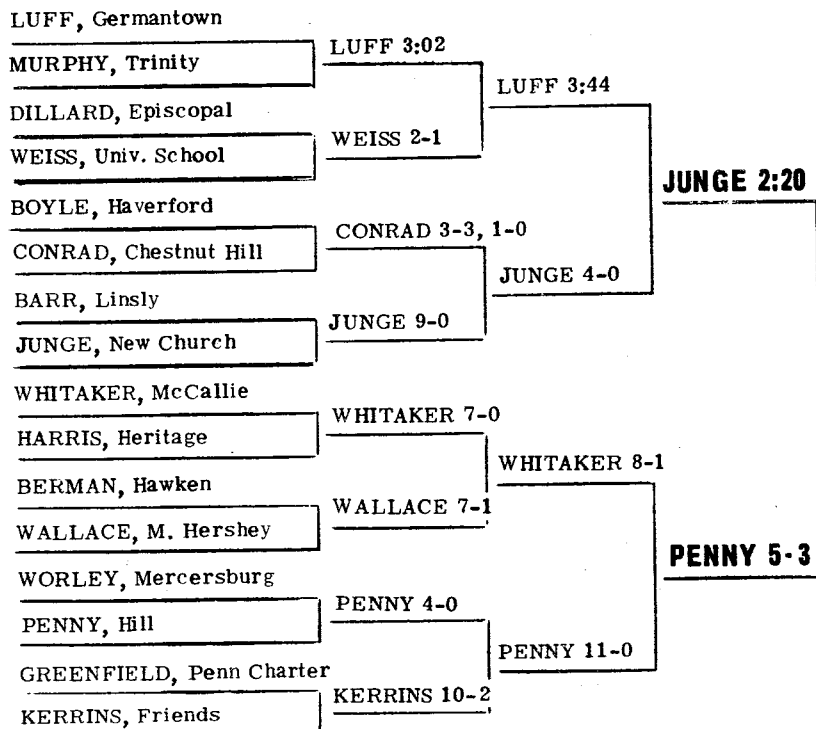 LUFF, Germantown
MURPHY, Trinity
DILLARD, Episcopal
WEISS, Univ. School
BOYLE, Haverford
CONRAD, Chestnut Hill
BARR, Linsly
JUNGE, New Church
WHITAKER, McCallie
HARRIS, Heritage
BERMAN, Hawken
WALLACE, M. Hershey
WORLEY, Mercersburg
PENNY, Hill
GREENFIELD, Penn Charter
KERRINS, Friends
LUFF 3:02
WEISS 2-1
CONRAD 3-3, 1-0
JUNGE 9-0
WHITAKER 7-0
WALLACE 7-1
PENNY 4-0
KERRINS 10-2
LUFF 3:44
JUNGE 4-0
WHITAKER 8-1
PENNY 11-0
JUNGE 2:20
PENNY 5-3